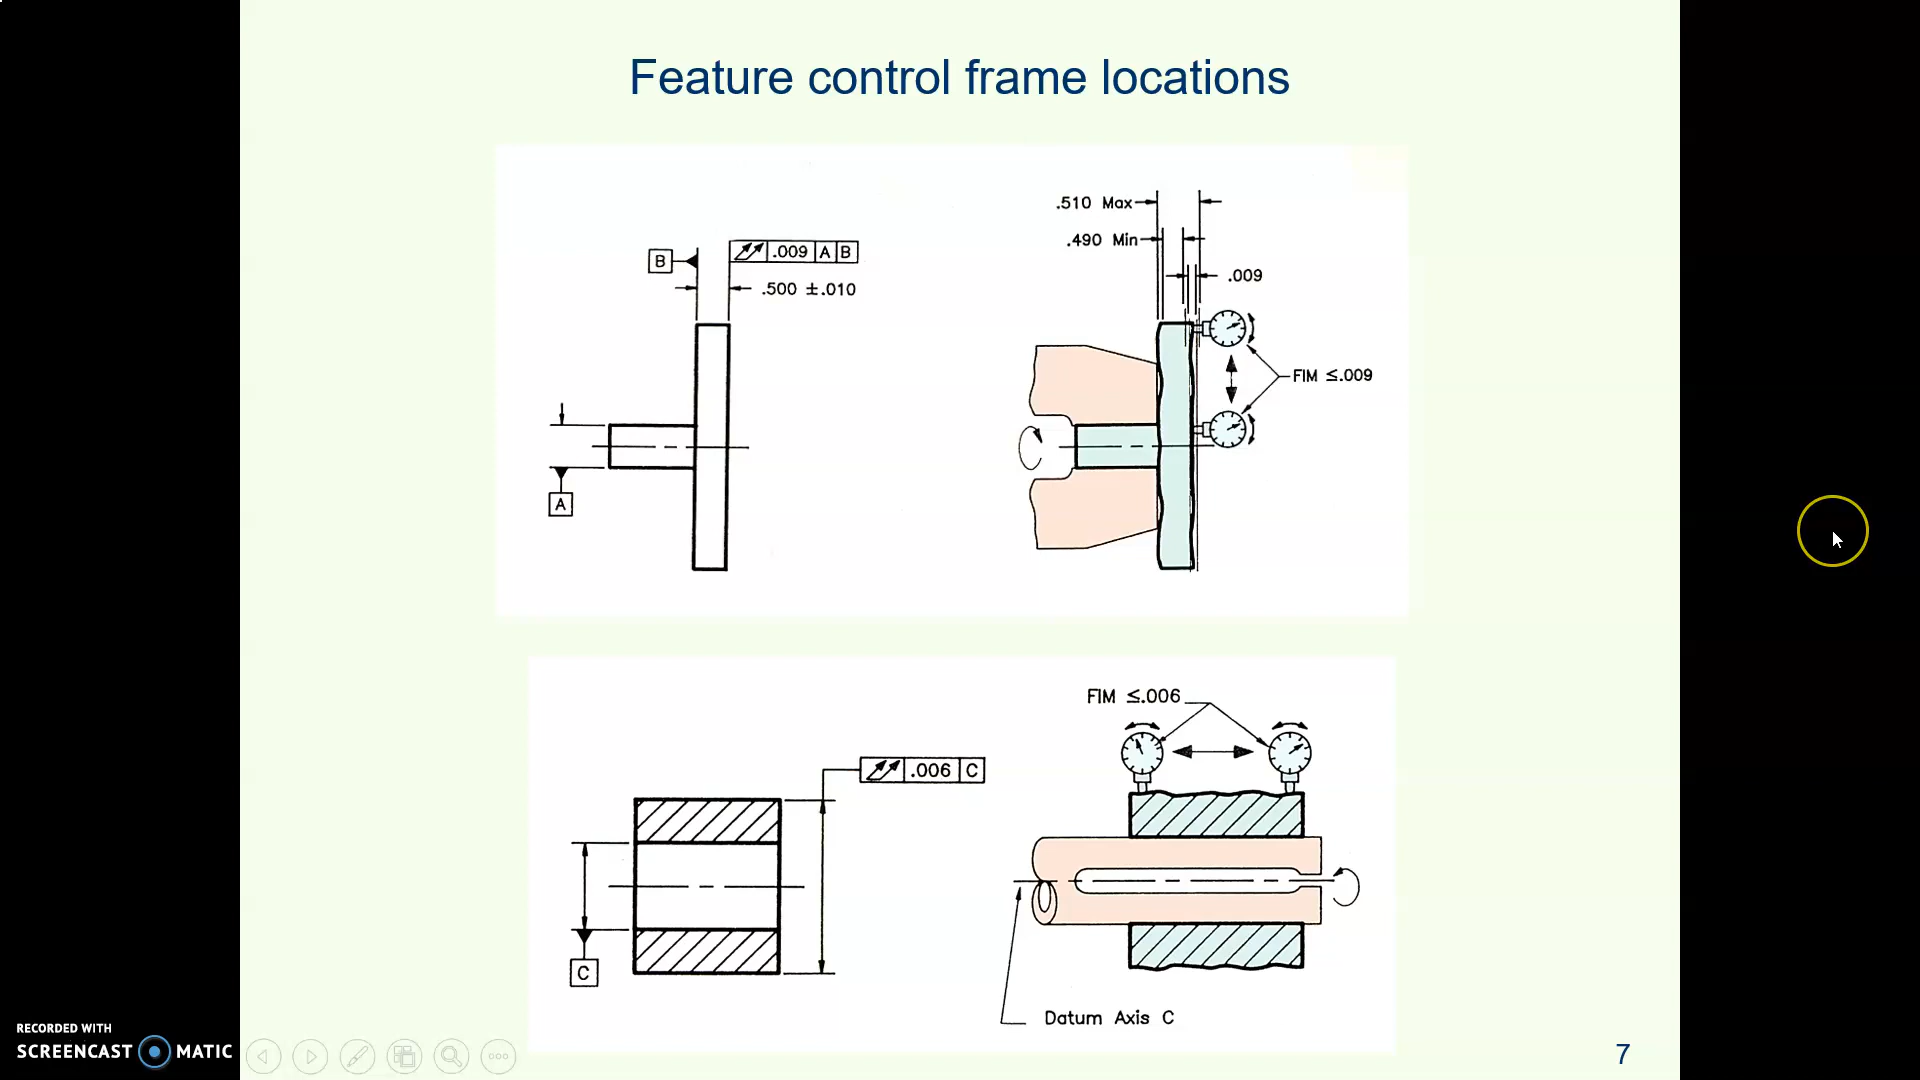 Feature control frame locations
.510 Max
.490 Min
B
.009 A B
.009
.500 ±.010
FIM ≤.009
A
FIM ≤.006
.006 C
C
Datum Axis C
RECORDED WITH
SCREENCAST MATIC
7